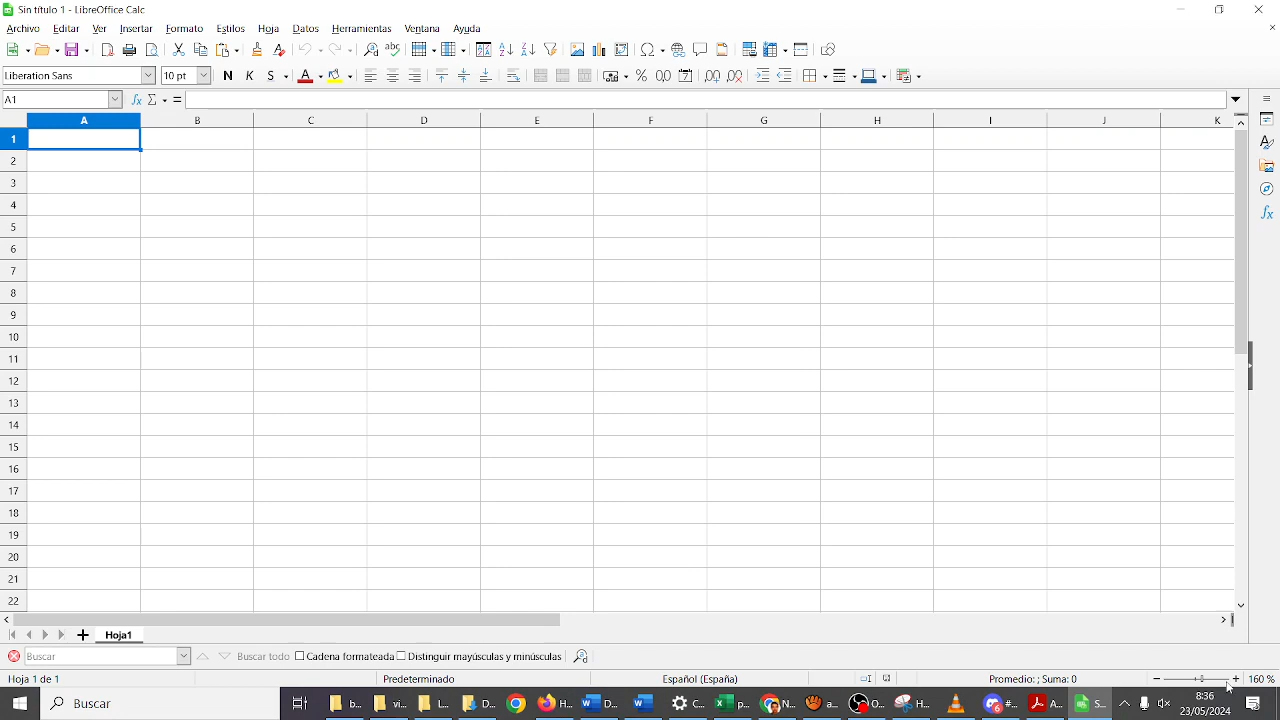 Sin título 1 - LibreOffice Calc
Archivo Editar Ver Insertar Formato Estilos Hoja Datos Herramientas Ventana Ayuda
Liberation Sans 10 pt N K S
A1
A B C D E F G H I J K
1
2
3
4
5
6
7
8
9
10
11
12
13
14
15
16
17
18
19
20
21
22
Hoja1
Buscar Buscar todo Cadena formateada Distinguir mayúsculas y minúsculas
Hoja 1 de 1 Predeterminado Español (España) Promedio: ; Suma: 0 160 %
Buscar b... vi... L... D... H... D... W... C... p... N... a... O... R... #... A... S... 8:36
23/05/2024